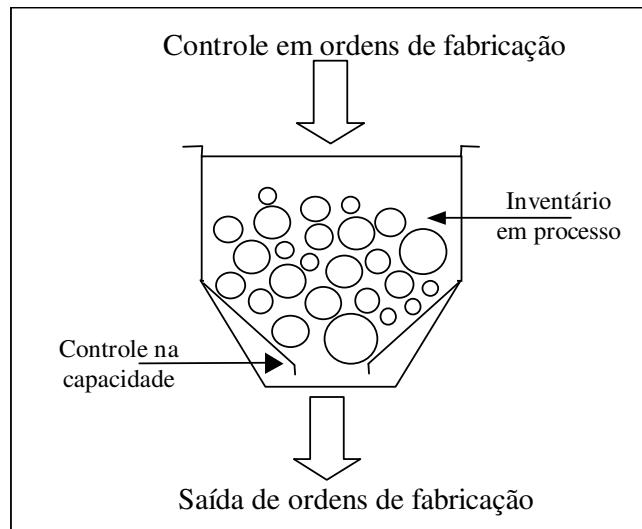 Controle em ordens de fabricação
Inventário
em processo
Controle na
capacidade
Saída de ordens de fabricação